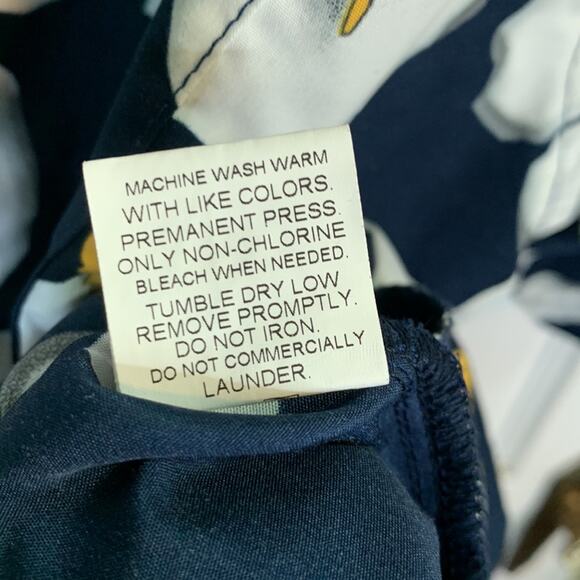 MACHINE WASH WARM
WITH LIKE COLORS.
PREMANENT PRESS.
ONLY NON-CHLORINE
BLEACH WHEN NEEDED.
TUMBLE DRY LOW
REMOVE PROMPTLY.
DO NOT IRON.
DO NOT COMMERCIALLY
LAUNDER.